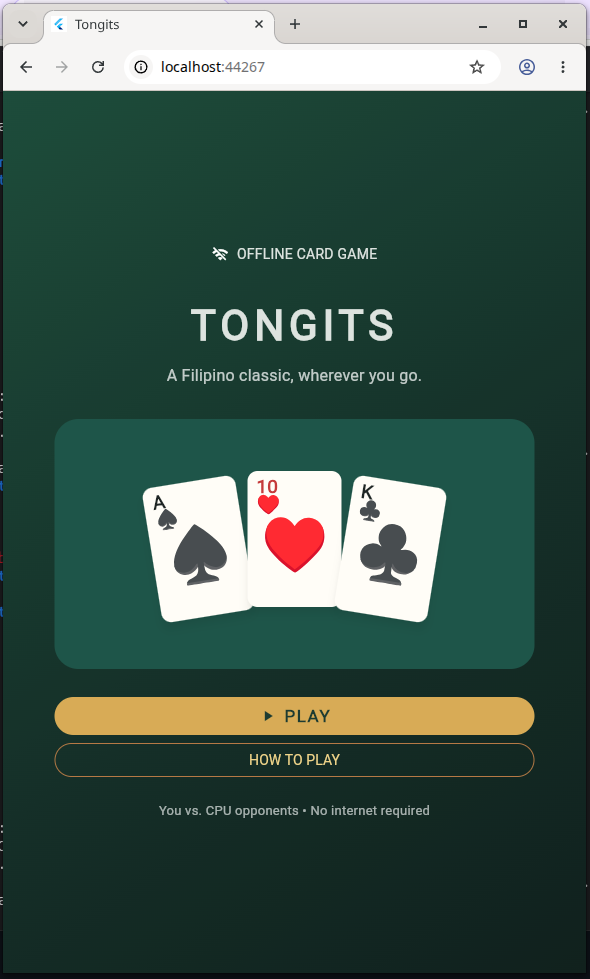 Tongits
localhost:44267
OFFLINE CARD GAME
TONGITS
A Filipino classic, wherever you go.
A
10
K
PLAY
HOW TO PLAY
You vs. CPU opponents • No internet required